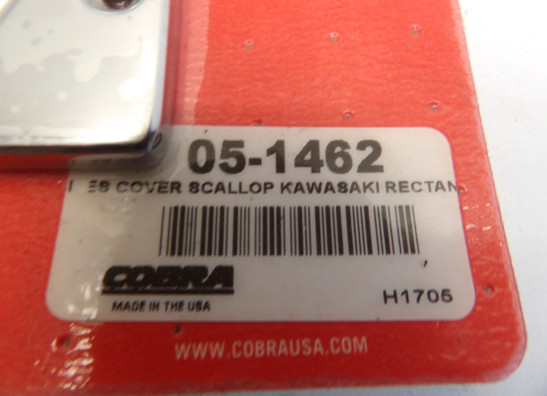 05-1462
COVER SCALLOP KAWASAKI
COBRA
MADE IN THE USA
H1705
WWW.COBRAUSA.COM